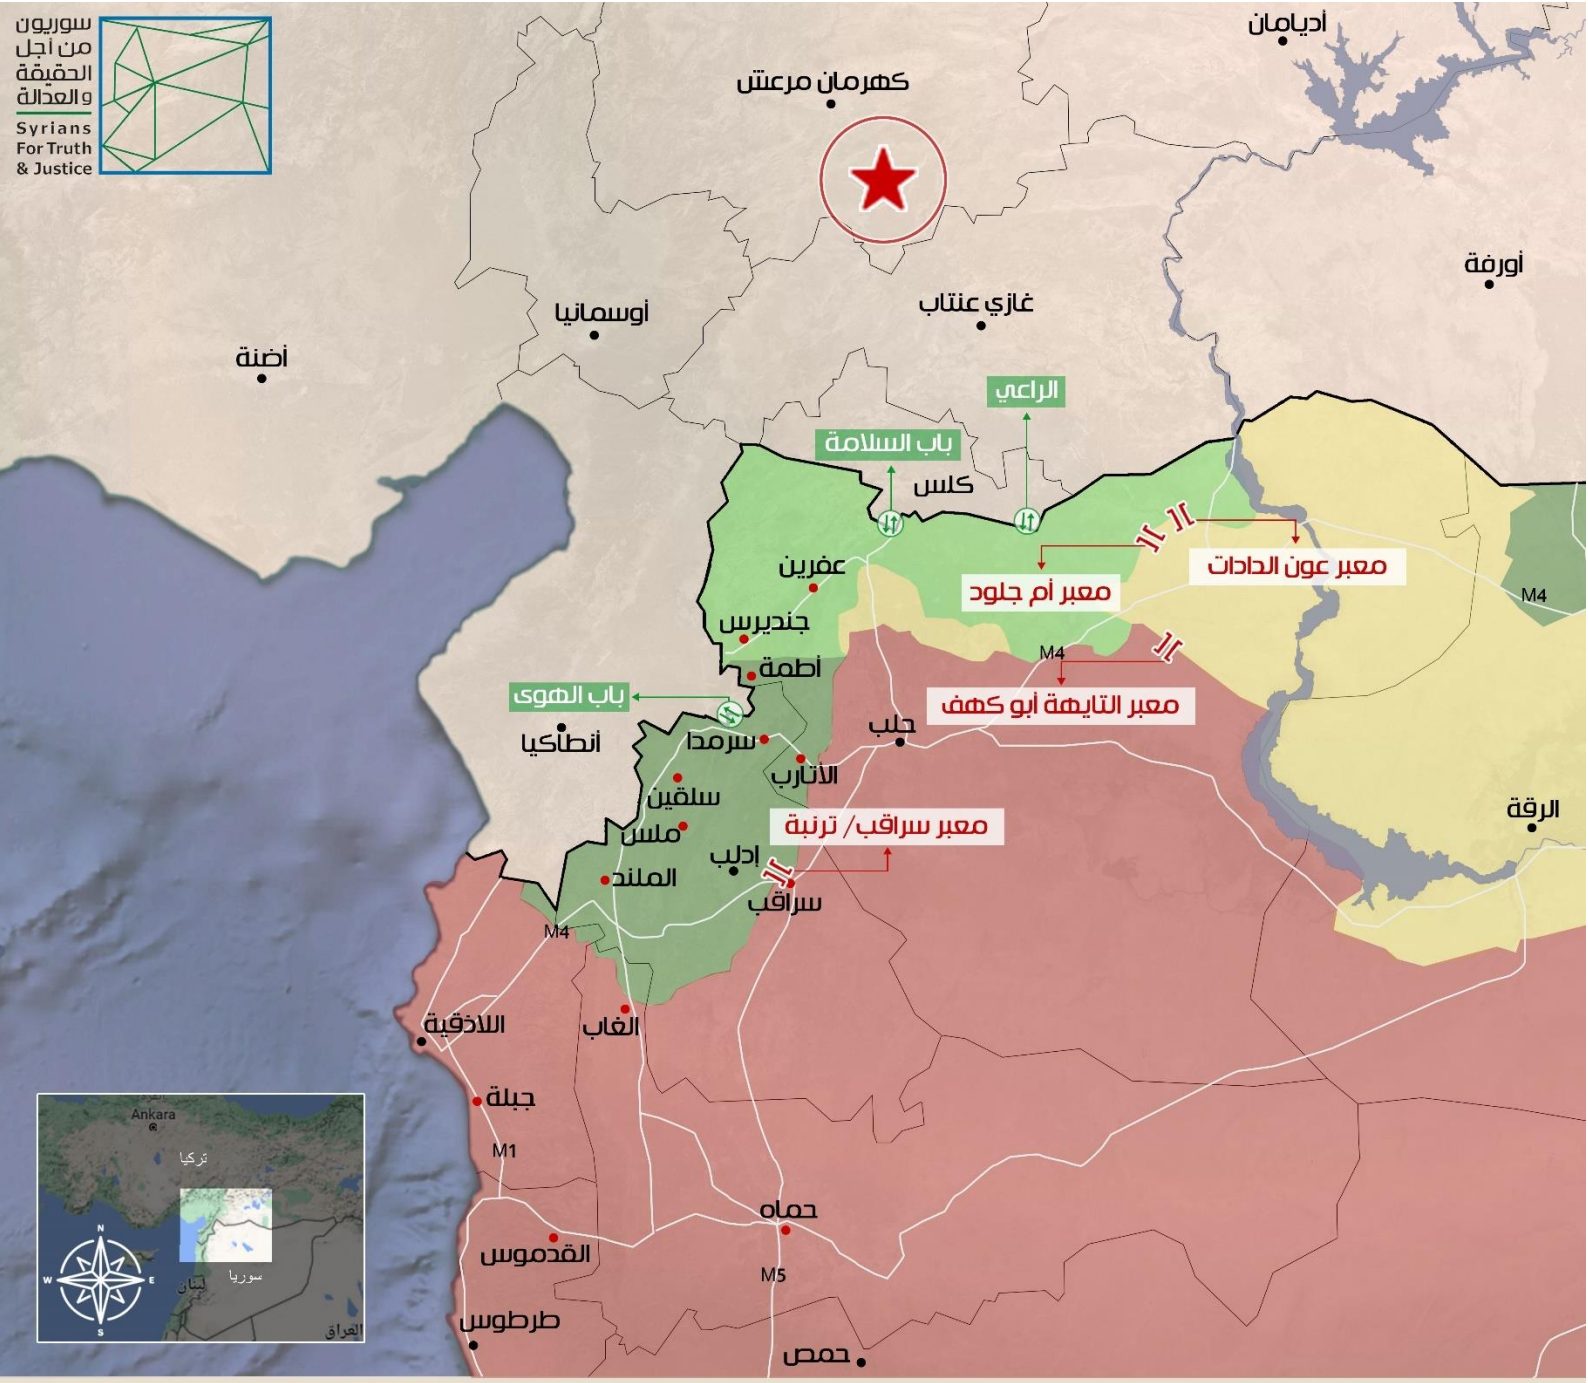 سوريون
من أجل
الحقيقة
والعدالة
Syrians
For Truth
& Justice
أديامان
كهرمان مرعش
أورفة
غازي عنتاب
أوسمانيا
أضنة
الراعي
باب السلامة
كلس
عفرين
معبر عون الدادات
معبر أم جلود
M4
جنديرس
أطمة
M4
باب الهوى
معبر التايهة أبو كهف
حلب
أنطاكيا
سرمدا
الأتارب
سلقين
الرقة
معبر سراقب/ ترنبة
ملس
إدلب
الملند
سراقب
M4
اللاذقية
الغاب
جبلة
M1
حماه
القدموس
M5
طرطوس
حمص
Ankara
تركيا
سوريا
لبنان
العراق
N
W
E
S